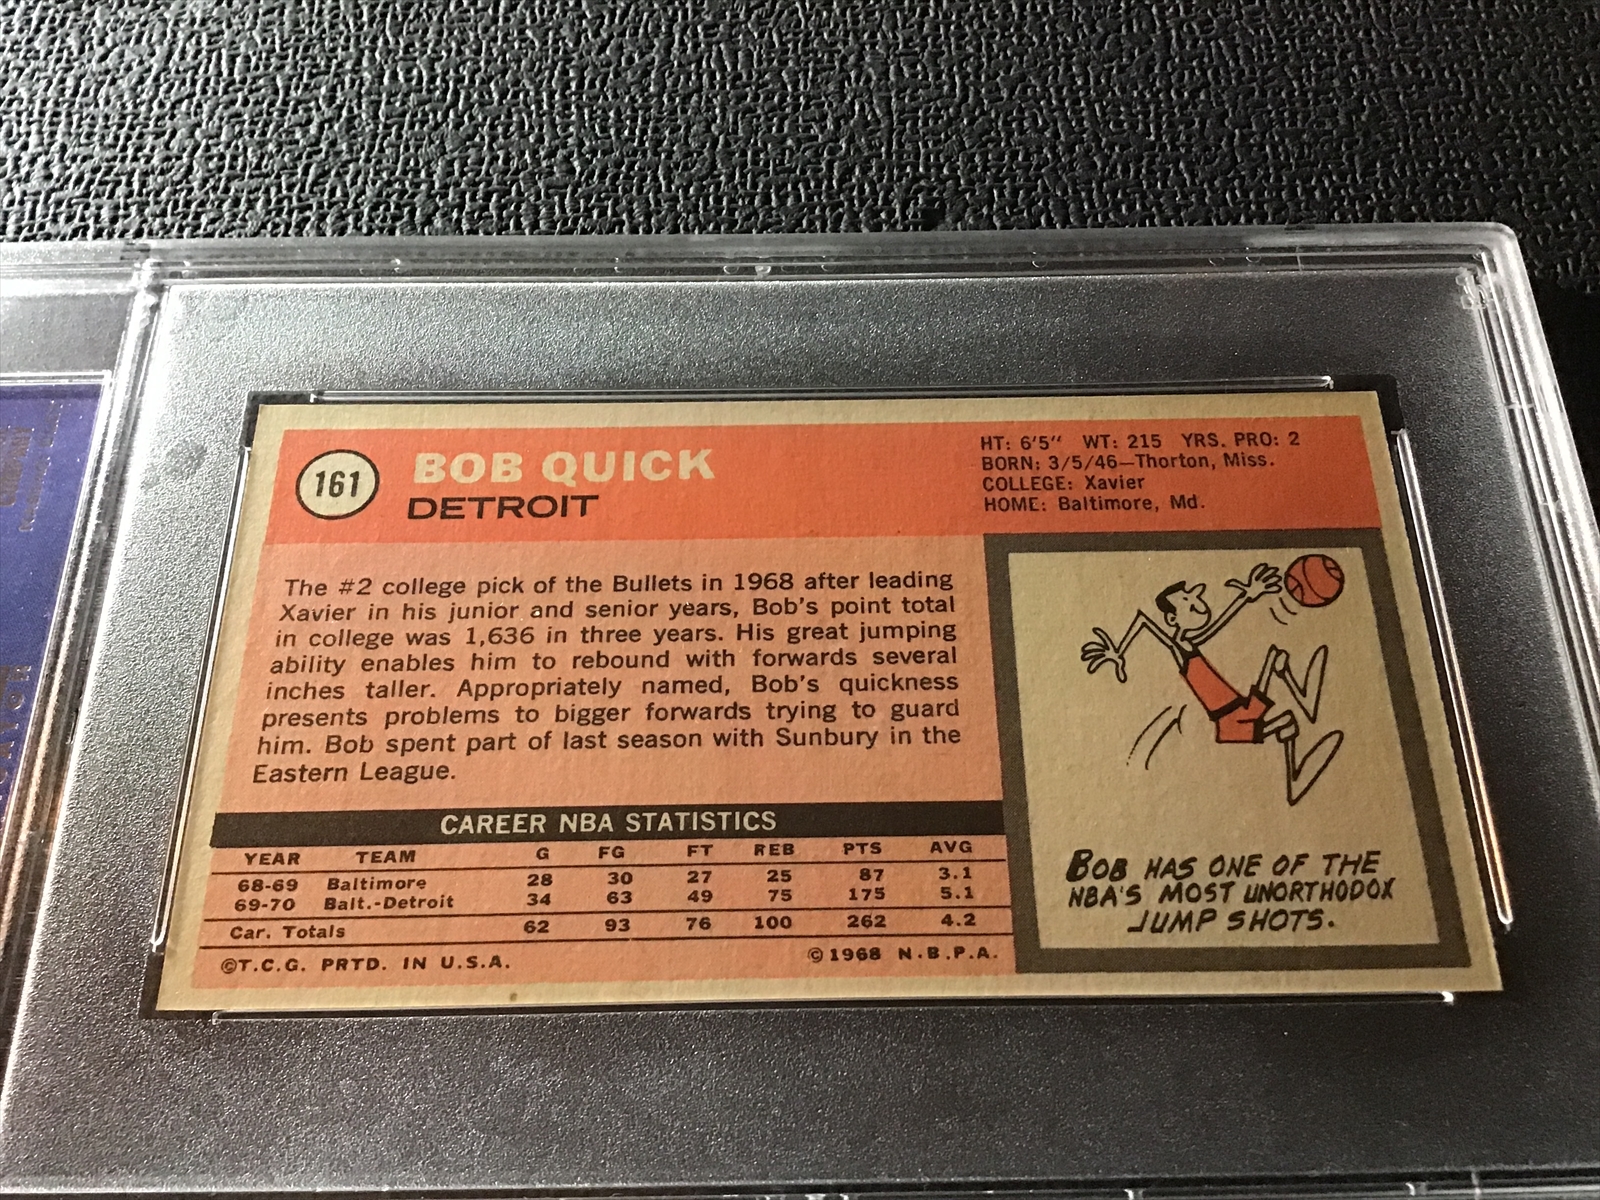 161
BOB QUICK
DETROIT
HT: 6'5" WT: 215 YRS. PRO: 2
BORN: 3/5/46—Thorton, Miss.
COLLEGE: Xavier
HOME: Baltimore, Md.
The #2 college pick of the Bullets in 1968 after leading
Xavier in his junior and senior years, Bob's point total
in college was 1,636 in three years. His great jumping
ability enables him to rebound with forwards several
inches taller. Appropriately named, Bob's quickness
presents problems to bigger forwards trying to guard
him. Bob spent part of last season with Sunbury in the
Eastern League.
CAREER NBA STATISTICS
YEAR TEAM G FG FT REB PTS AVG
68-69 Baltimore 28 30 27 25 87 3.1
69-70 Balt.-Detroit 34 63 49 75 175 5.1
Car. Totals 62 93 76 100 262 4.2
©T.C.G. PRTD. IN U.S.A. ©1968 N.B.P.A.
BOB HAS ONE OF THE
NBA'S MOST UNORTHODOX
JUMP SHOTS.